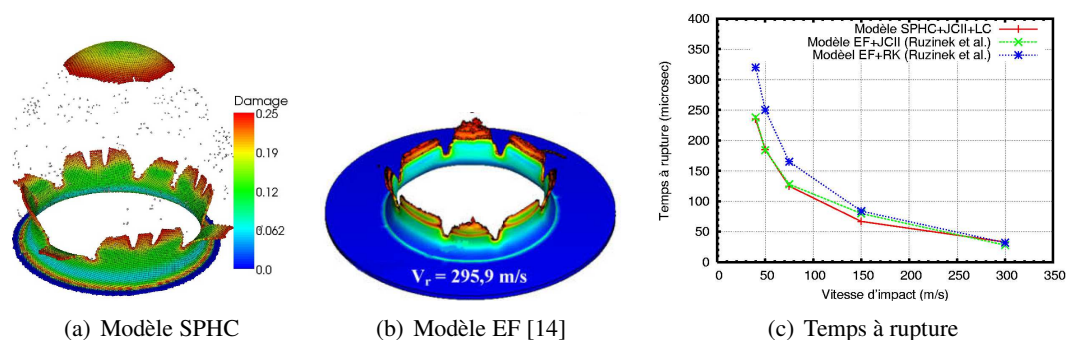 Damage
0.25
0.19
0.12
0.062
0.0
V_r = 295,9 m/s
Modèle SPHC+JCII+LC
Modèle EF+JCII (Ruzinek et al.)
Modèel EF+RK (Ruzinek et al.)
Temps à rupture (microsec)
400
350
300
250
200
150
100
50
0
0 50 100 150 200 250 300 350
Vitesse d'impact (m/s)
(a) Modèle SPHC
(b) Modèle EF [14]
(c) Temps à rupture